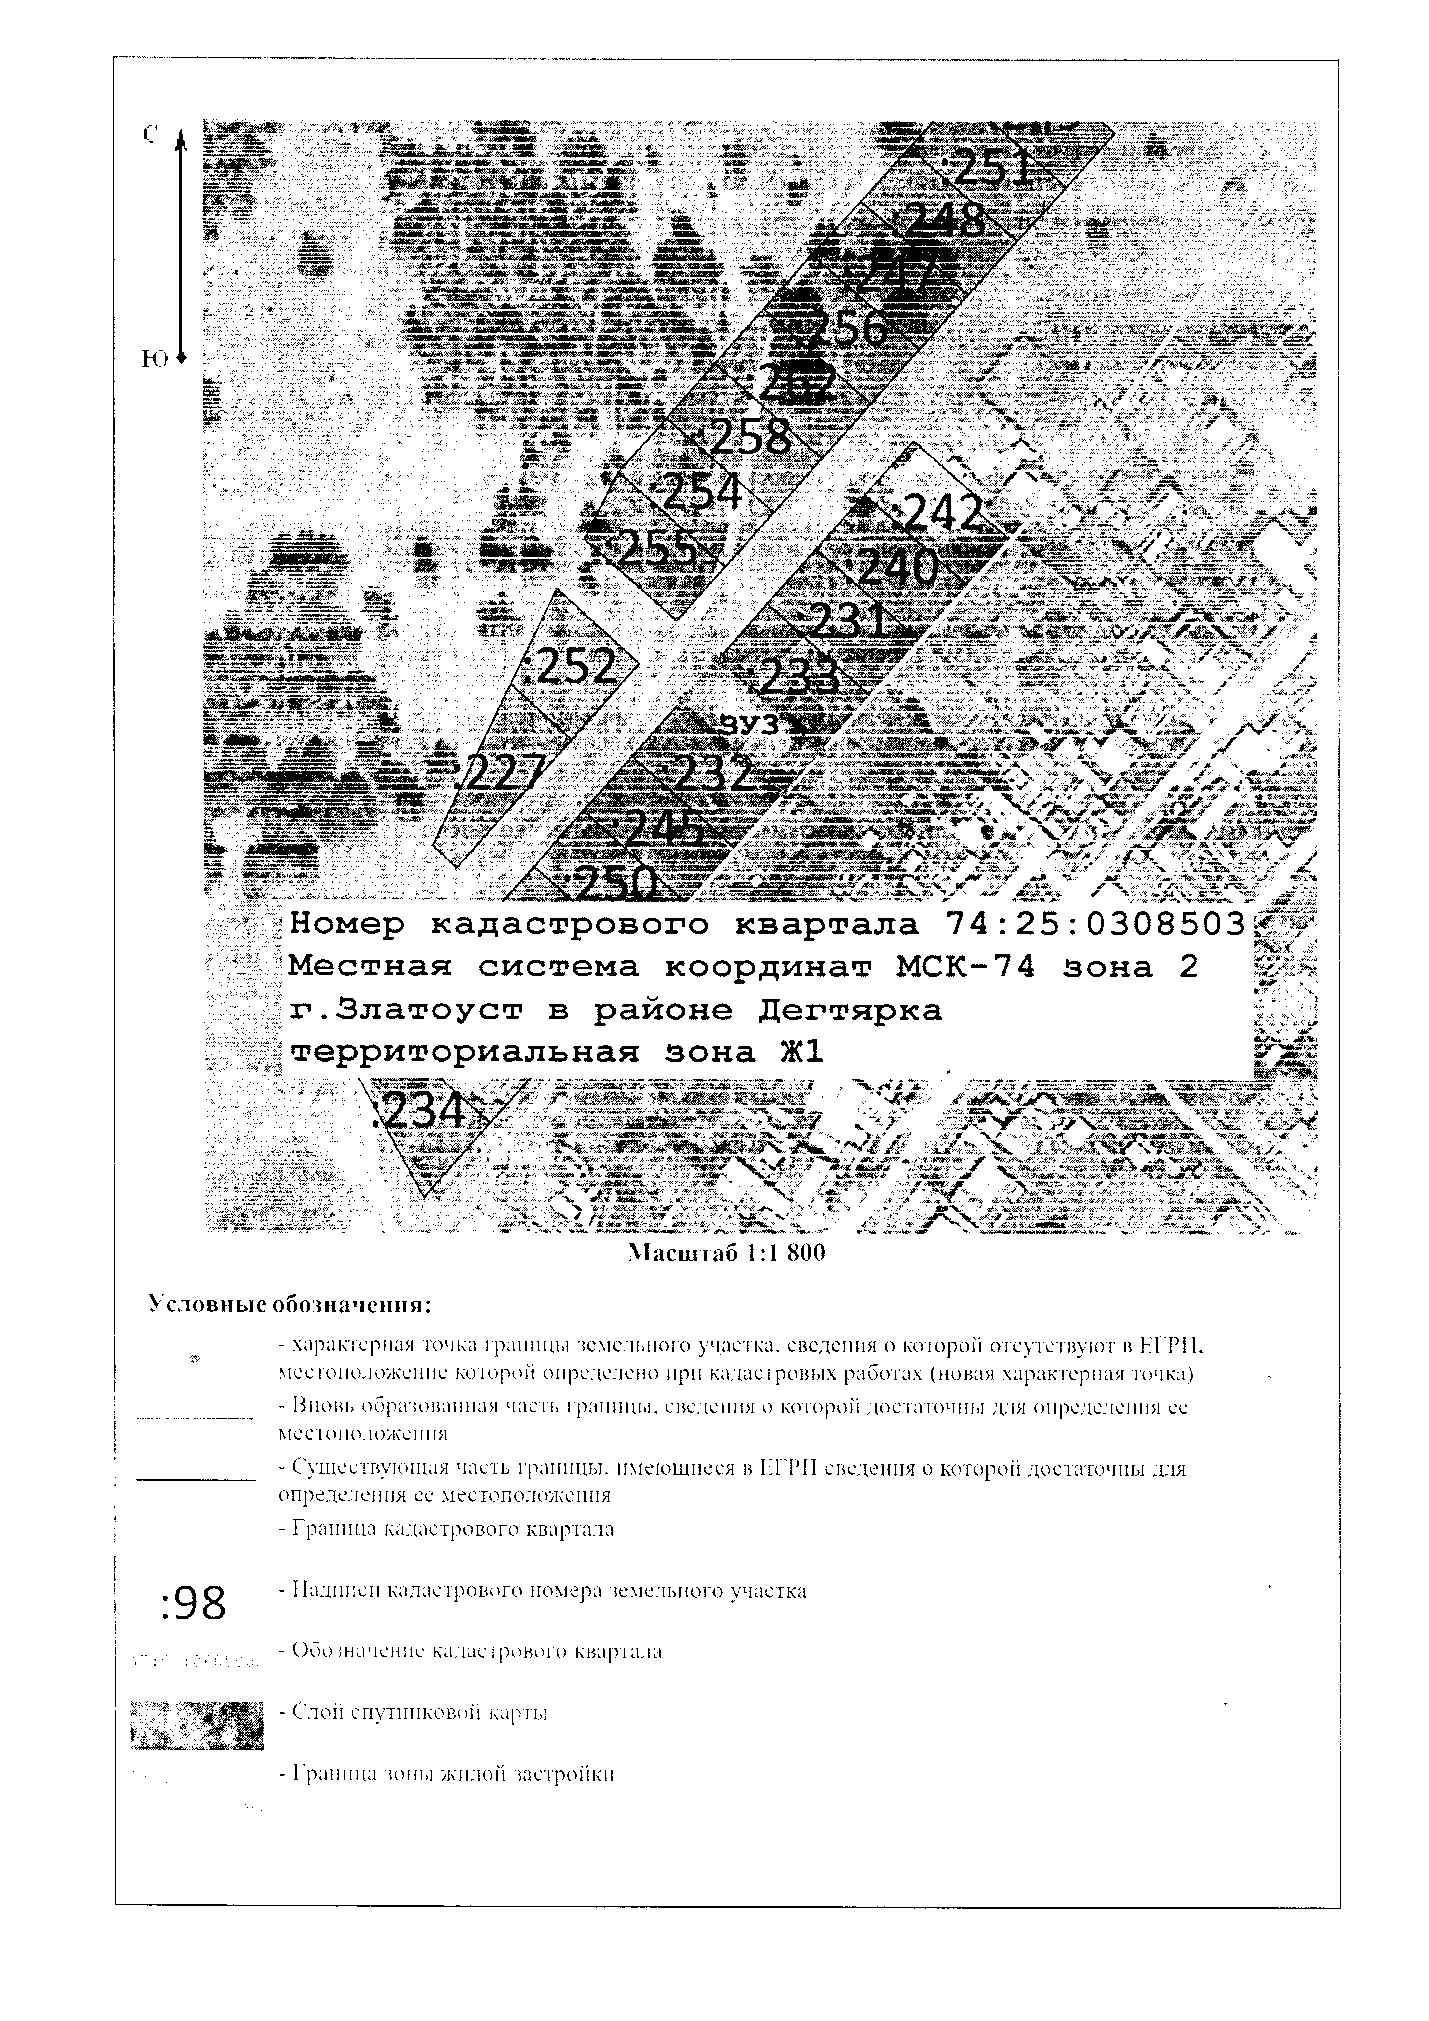 С
Ю
:251
:248
:247
:256
:262
:258
:254
:255
:242
:240
:231
:233
:252
:227
:232
:245
:250
Номер кадастрового квартала 74:25:0308503
Местная система координат МСК-74 зона 2
г.Златоуст в районе Дегтярка
территориальная зона Ж1
:234
Масштаб 1:1 800
Условные обозначения:
- характерная точка границы земельного участка, сведения о которой отсутствуют в ЕГРН,
местоположение которой определено при кадастровых работах (новая характерная точка)
- Вновь образованная часть границы, сведения о которой достаточны для определения ее
местоположения
- Существующая часть границы, имеющиеся в ЕГРН сведения о которой достаточны для
определения ее местоположения
- Граница кадастрового квартала
:98
- Надписи кадастрового номера земельного участка
- Обозначение кадастрового квартала
- Слой спутниковой карты
- Граница зоны жилой застройки